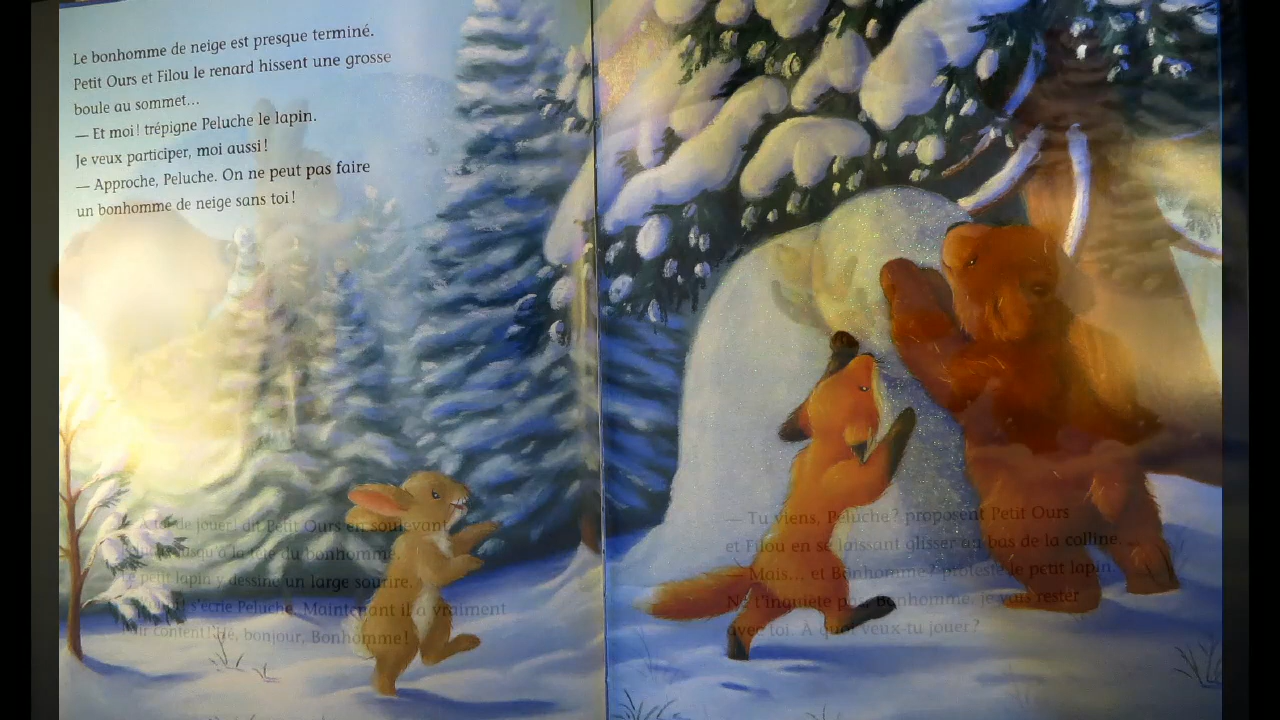 Le bonhomme de neige est presque terminé.
Petit Ours et Filou le renard hissent une grosse
boule au sommet...
— Et moi! trépigne Peluche le lapin.
Je veux participer, moi aussi!
— Approche, Peluche. On ne peut pas faire
un bonhomme de neige sans toi!
À toi de jouer! dit Petit Ours en soulevant
jusqu'à la tête du bonhomme.
petit lapin y dessine un large sourire.
s'écrie Peluche. Maintenant il a vraiment
content! Hé, bonjour, Bonhomme!
— Tu viens, Peluche? proposent Petit Ours
et Filou en se laissant glisser au bas de la colline.
— Mais... et Bonhomme? proteste le petit lapin.
Ne t'inquiète pas, bonhomme, je vais rester
avec toi. À quoi veux-tu jouer?